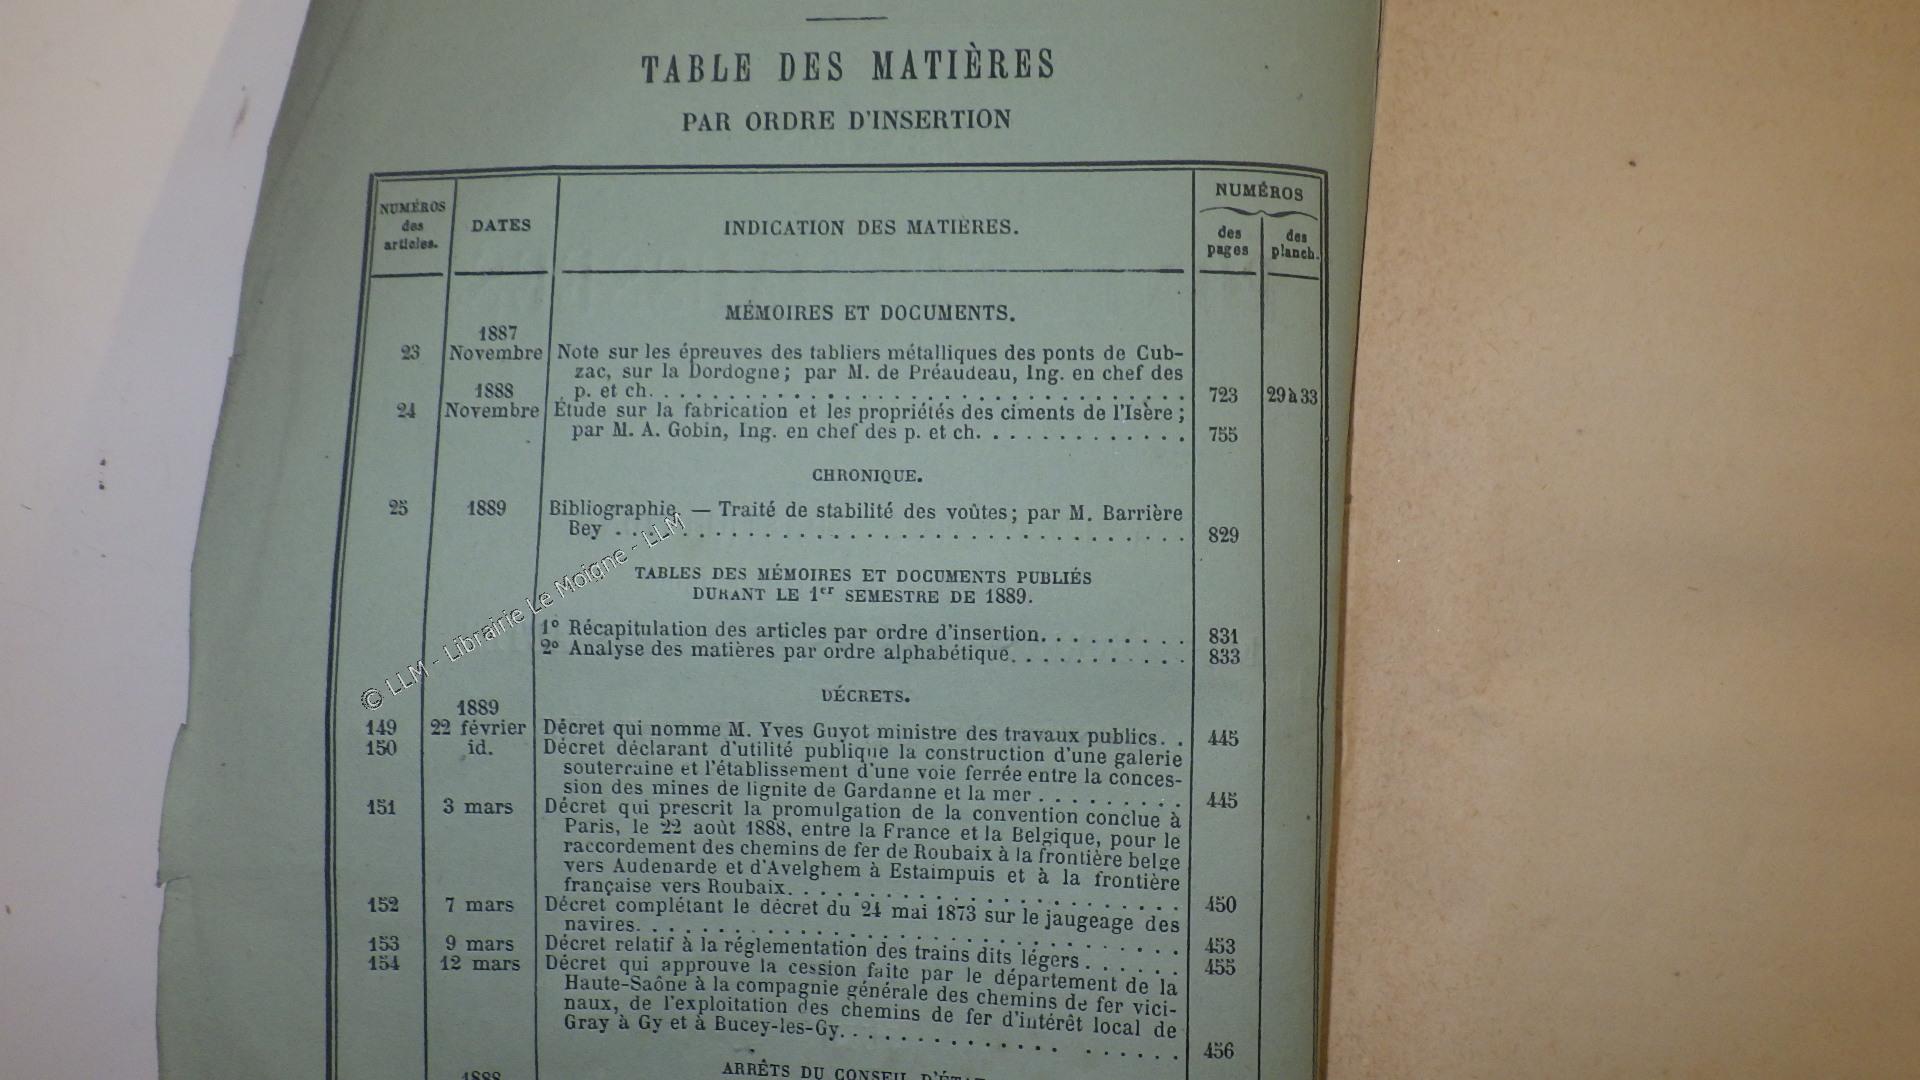 TABLE DES MATIÈRES
PAR ORDRE D'INSERTION
NUMÉROS des articles.
DATES
INDICATION DES MATIÈRES.
NUMÉROS
des pages
des planch.
MÉMOIRES ET DOCUMENTS.
1887
23 Novembre Note sur les épreuves des tabliers métalliques des ponts de Cub-
zac, sur la Dordogne; par M. de Préaudeau, Ing. en chef des
1888 p. et ch. 723 29 à 33
24 Novembre Étude sur la fabrication et les propriétés des ciments de l'Isère;
par M. A. Gobin, Ing. en chef des p. et ch. 755
CHRONIQUE.
25 1889 Bibliographie. — Traité de stabilité des voûtes; par M. Barrière
Bey 829
TABLES DES MÉMOIRES ET DOCUMENTS PUBLIÉS
DURANT LE 1er SEMESTRE DE 1889.
1° Récapitulation des articles par ordre d'insertion. 831
2° Analyse des matières par ordre alphabétique. 833
DÉCRETS.
1889
149 22 février Décret qui nomme M. Yves Guyot ministre des travaux publics. 445
150 id. Décret déclarant d'utilité publique la construction d'une galerie
souterraine et l'établissement d'une voie ferrée entre la conces-
sion des mines de lignite de Gardanne et la mer 445
151 3 mars Décret qui prescrit la promulgation de la convention conclue à
Paris, le 22 août 1888, entre la France et la Belgique, pour le
raccordement des chemins de fer de Roubaix à la frontière belge
vers Audenarde et d'Avelghem à Estaimpuis et à la frontière
française vers Roubaix. 450
152 7 mars Décret complétant le décret du 24 mai 1873 sur le jaugeage des
navires. 453
153 9 mars Décret relatif à la réglementation des trains dits légers 455
154 12 mars Décret qui approuve la cession faite par le département de la
Haute-Saône à la compagnie générale des chemins de fer vici-
naux, de l'exploitation des chemins de fer d'intérêt local de
Gray à Gy et à Bucey-les-Gy. 456
1888
ARRÊTS DU CONSEIL D'ÉTAT
© LLM - Librairie Le Moigne - LLM